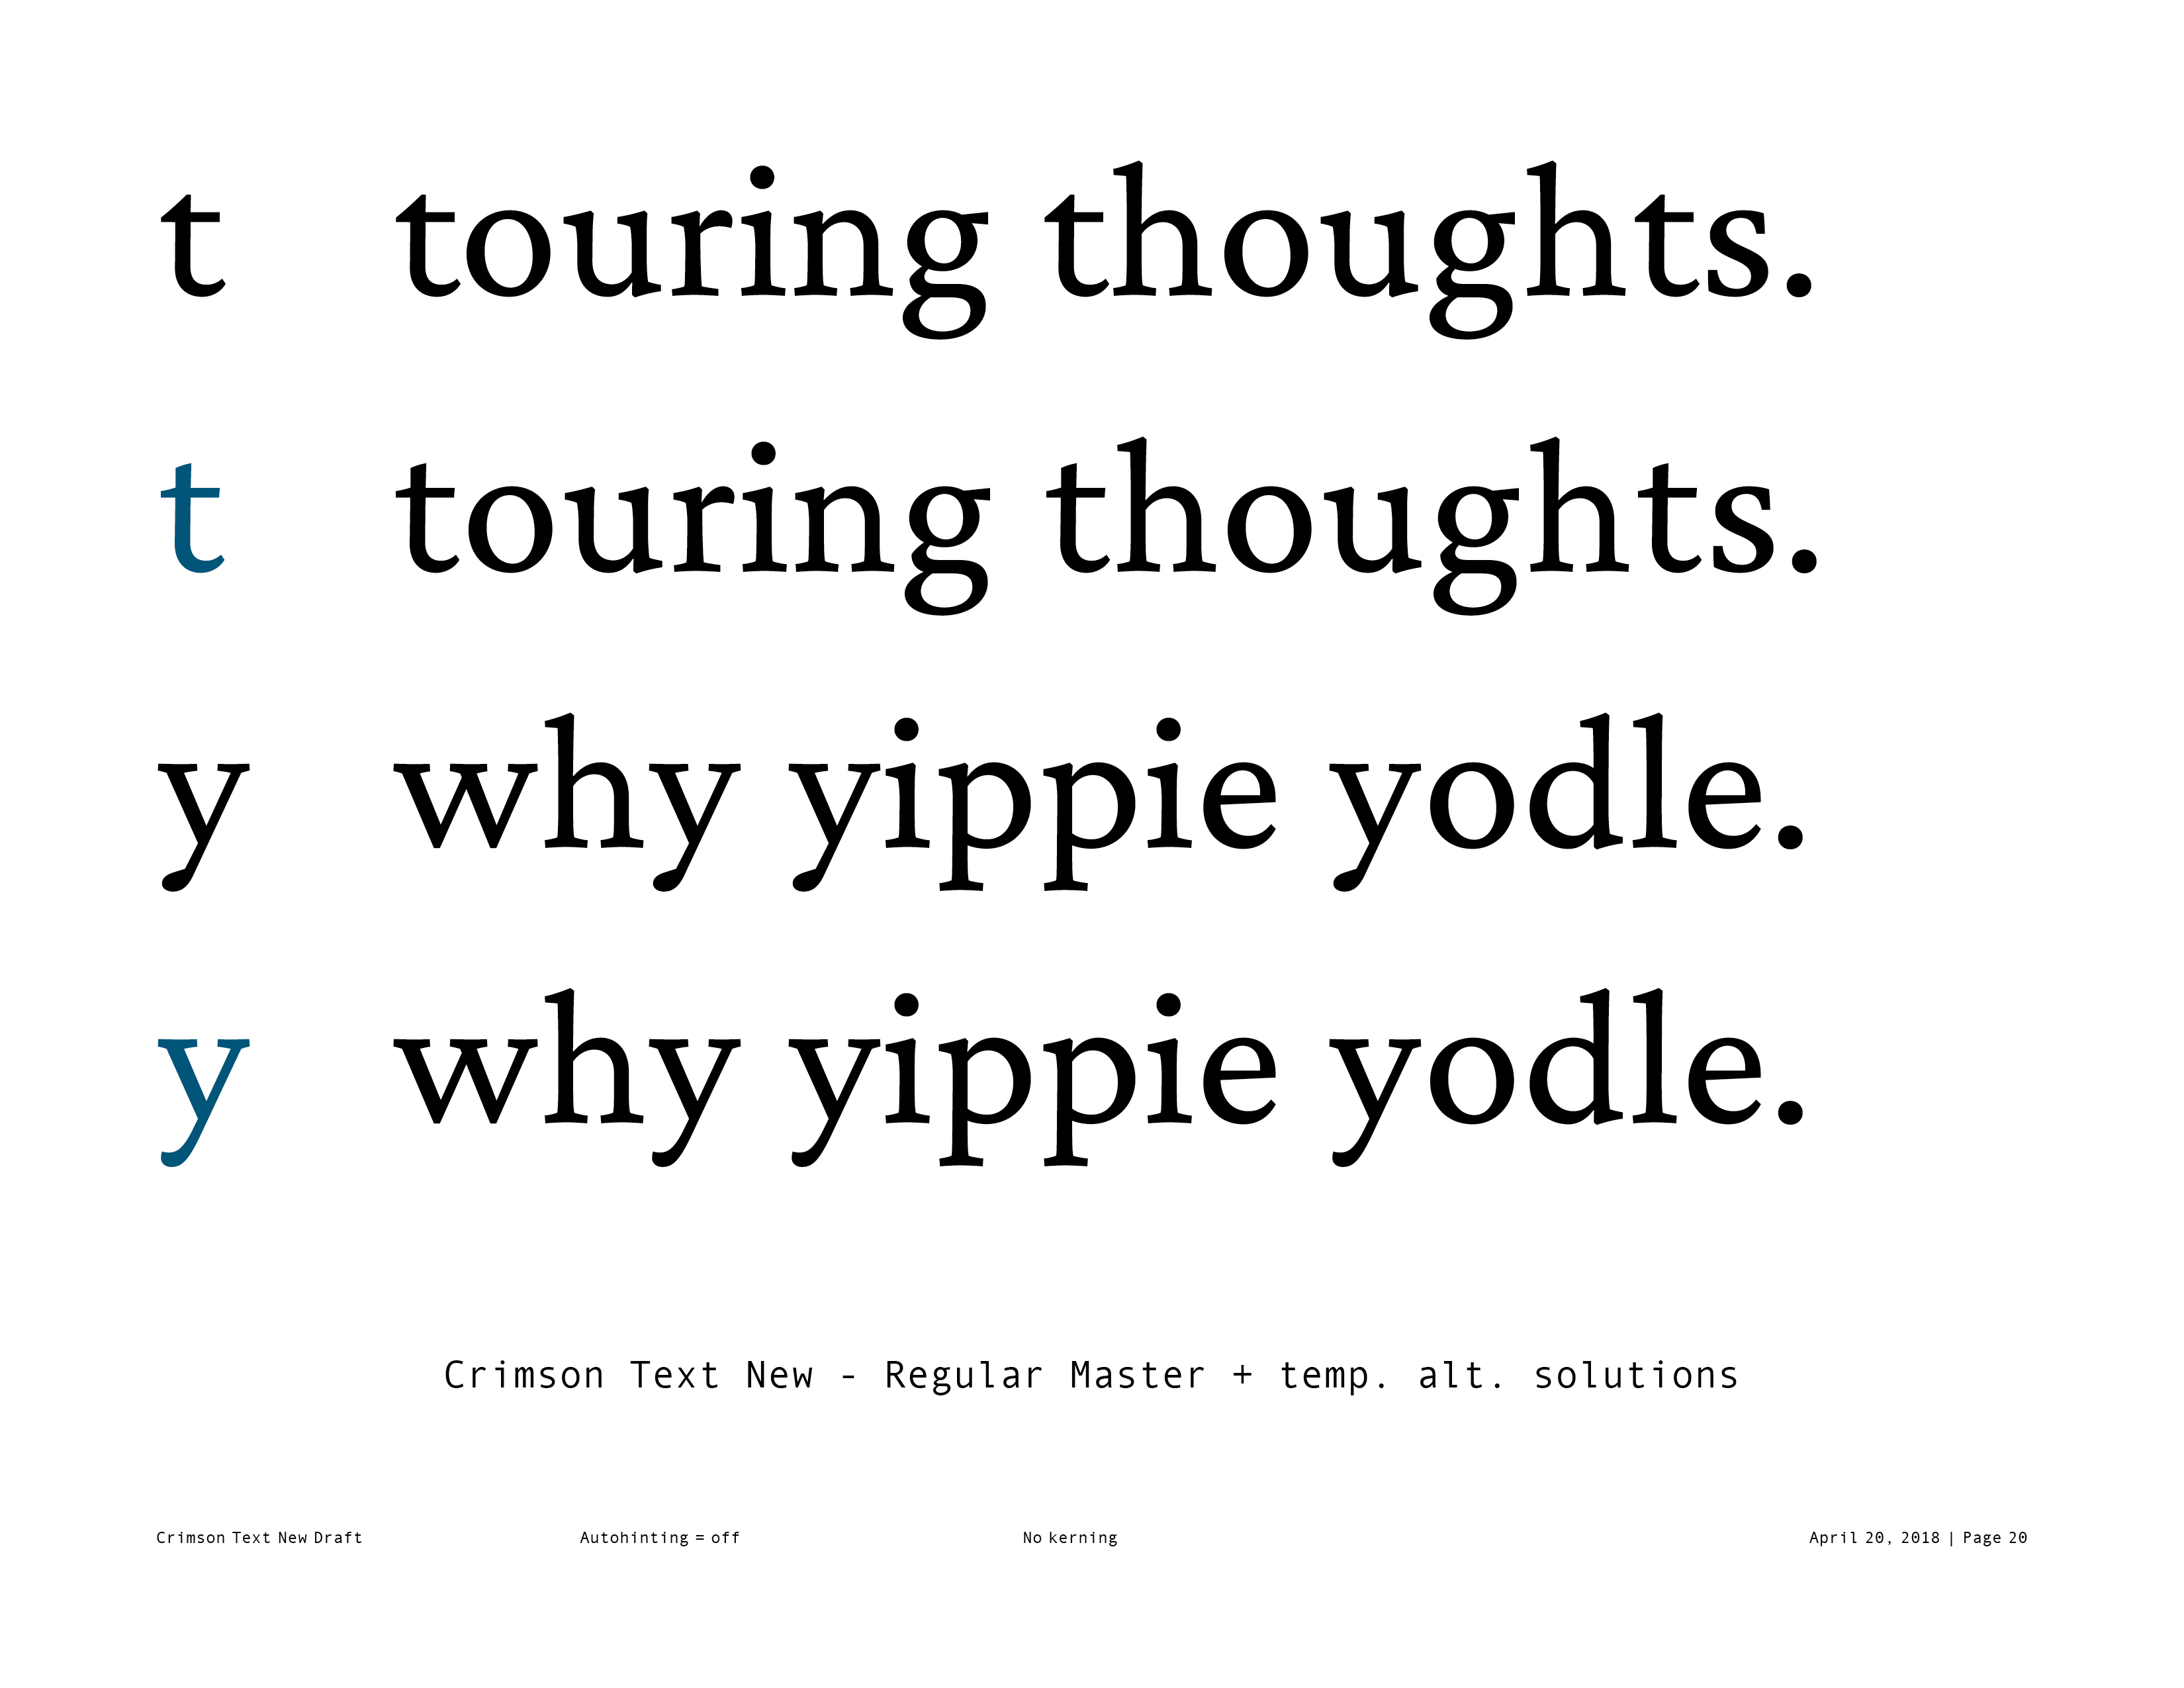 t touring thoughts.
t touring thoughts.
y why yippie yodle.
y why yippie yodle.
Crimson Text New - Regular Master + temp. alt. solutions
Crimson Text New Draft Autohinting = off No kerning April 20, 2018 | Page 20